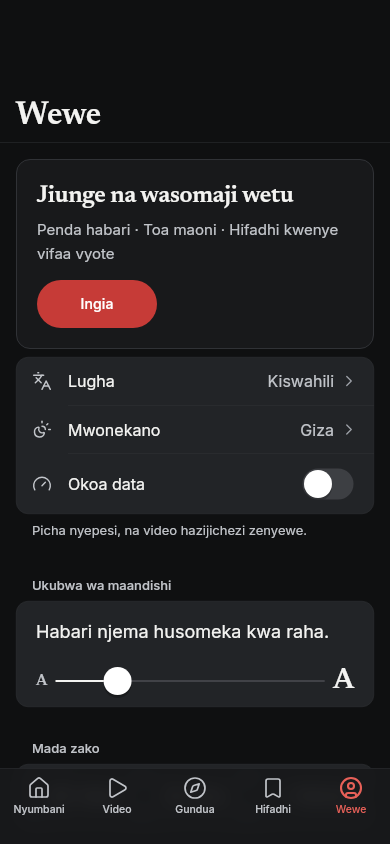 Wewe
Jiunge na wasomaji wetu
Penda habari · Toa maoni · Hifadhi kwenye
vifaa vyote
Ingia
Lugha Kiswahili
Mwonekano Giza
Okoa data
Picha nyepesi, na video hazijichezi zenyewe.
Ukubwa wa maandishi
Habari njema husomeka kwa raha.
A A
Mada zako
Nyumbani Video Gundua Hifadhi Wewe